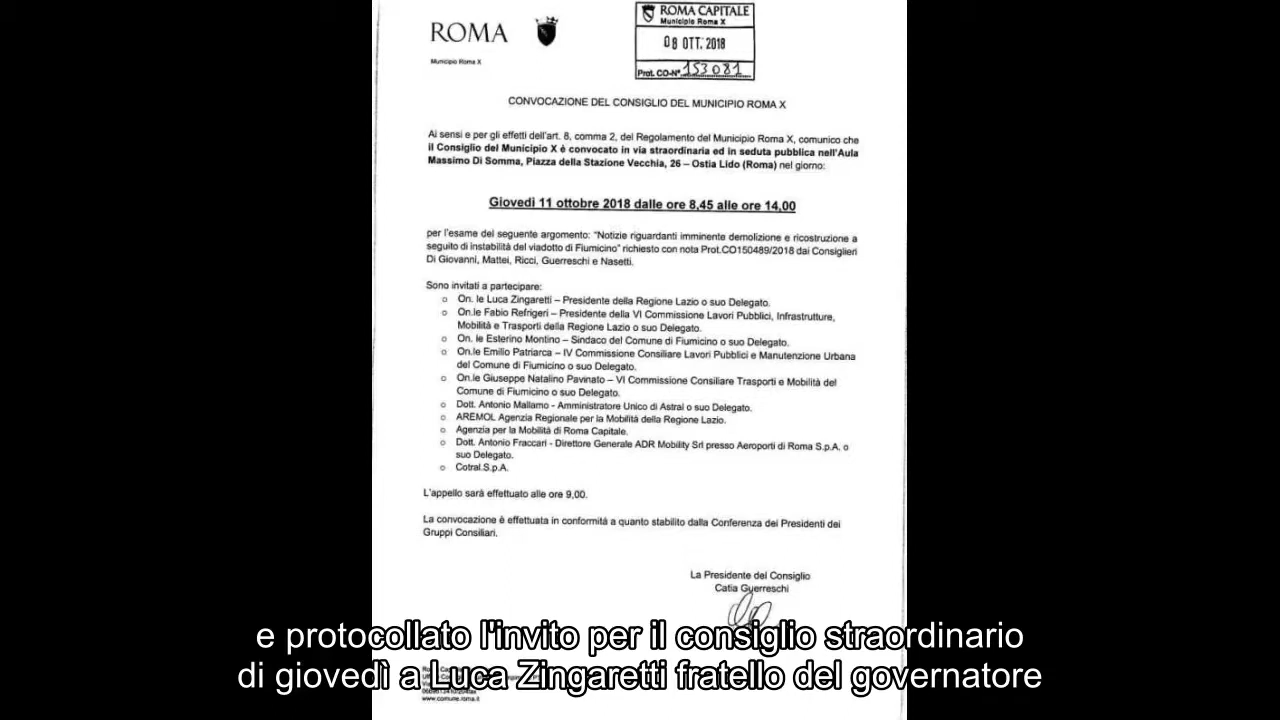 ROMA
Municipio Roma X
ROMA CAPITALE
Municipio Roma X
08 OTT. 2018
Prot. CO-N° 153081
CONVOCAZIONE DEL CONSIGLIO DEL MUNICIPIO ROMA X
Ai sensi e per gli effetti dell'art. 8, comma 2, del Regolamento del Municipio Roma X, comunico che
il Consiglio del Municipio X è convocato in via straordinaria ed in seduta pubblica nell'Aula
Massimo Di Somma, Piazza della Stazione Vecchia, 26 – Ostia Lido (Roma) nel giorno:
Giovedì 11 ottobre 2018 dalle ore 8,45 alle ore 14,00
per l'esame del seguente argomento: "Notizie riguardanti imminente demolizione e ricostruzione a
seguito di instabilità del viadotto di Fiumicino" richiesto con nota Prot.CO150489/2018 dai Consiglieri
Di Giovanni, Mattei, Ricci, Guerreschi e Nasetti.
Sono invitati a partecipare:
o On. le Luca Zingaretti – Presidente della Regione Lazio o suo Delegato.
o On.le Fabio Refrigeri – Presidente della VI Commissione Lavori Pubblici, Infrastrutture,
Mobilità e Trasporti della Regione Lazio o suo Delegato.
o On. le Esterino Montino – Sindaco del Comune di Fiumicino o suo Delegato.
o On.le Emilio Patriarca – IV Commissione Consiliare Lavori Pubblici e Manutenzione Urbana
del Comune di Fiumicino o suo Delegato.
o On.le Giuseppe Natalino Pavinato – VI Commissione Consiliare Trasporti e Mobilità del
Comune di Fiumicino o suo Delegato.
o Dott. Antonio Mallamo - Amministratore Unico di Astral o suo Delegato.
o AREMOL Agenzia Regionale per la Mobilità della Regione Lazio.
o Agenzia per la Mobilità di Roma Capitale.
o Dott. Antonio Fraccari - Direttore Generale ADR Mobility Srl presso Aeroporti di Roma S.p.A. o
suo Delegato.
o Cotral.S.p.A.
L'appello sarà effettuato alle ore 9,00.
La convocazione è effettuata in conformità a quanto stabilito dalla Conferenza dei Presidenti dei
Gruppi Consiliari.
La Presidente del Consiglio
Catia Guerreschi
e protocollato l'invito per il consiglio straordinario
di giovedì a Luca Zingaretti fratello del governatore
www.comune.roma.it